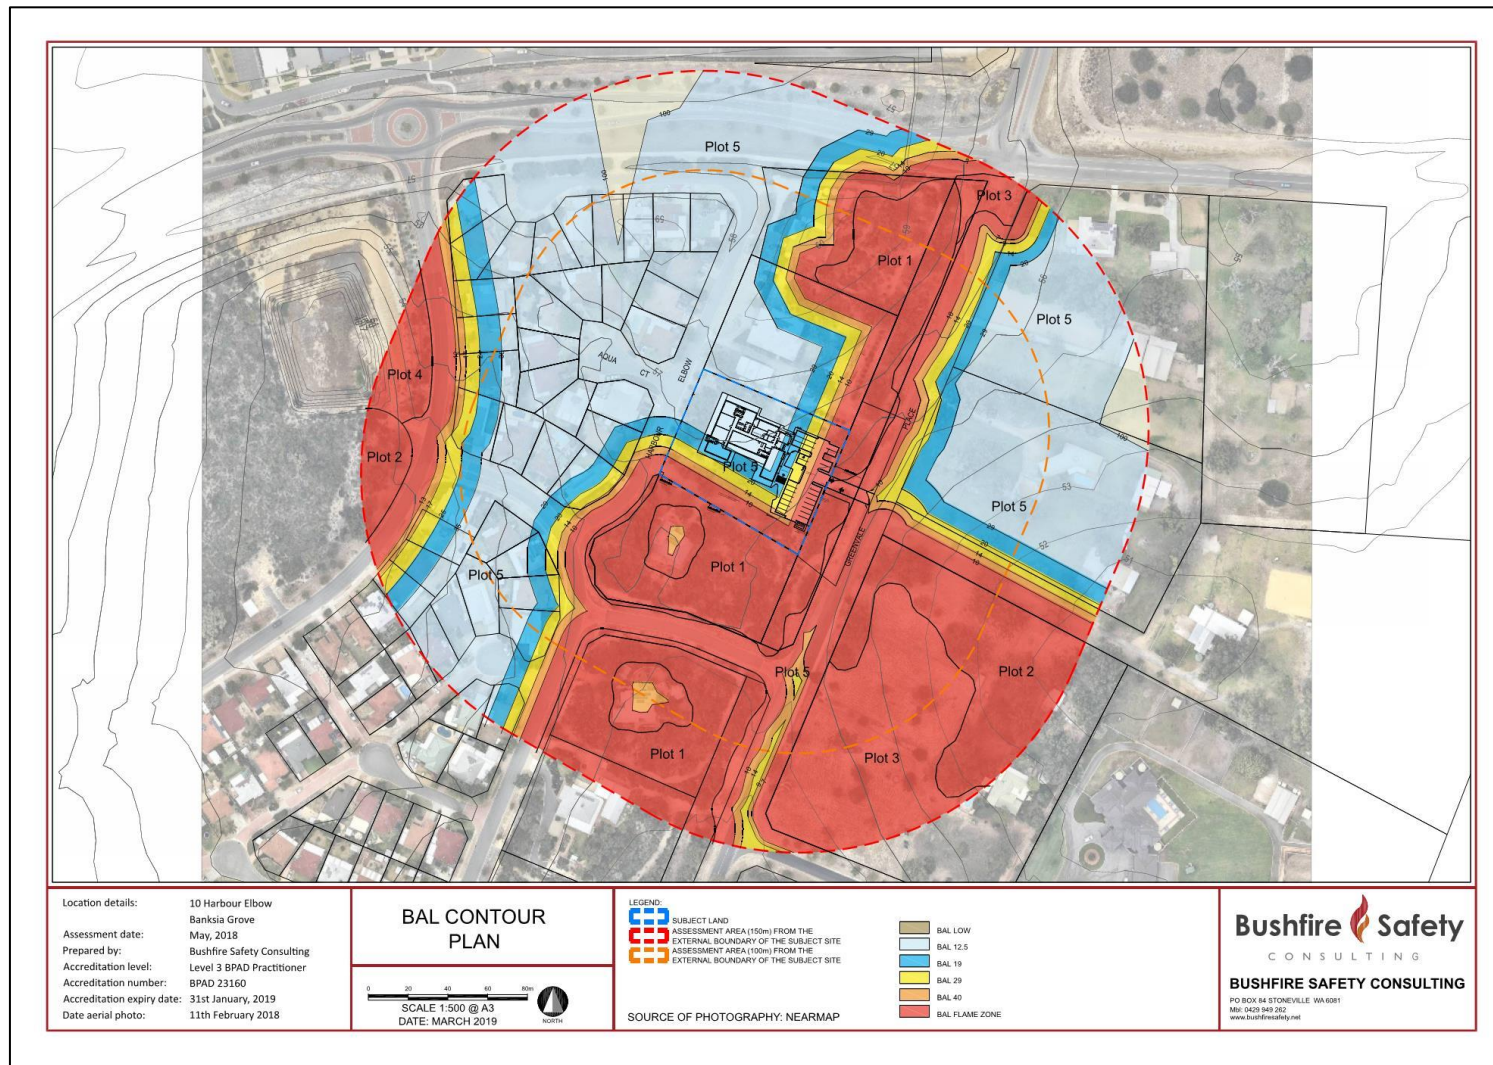 Plot 5
Plot 3
Plot 1
Plot 5
Plot 4
AQUA
CT
ELBOW
PLACE
HARBOUR
Plot 2
Plot 5
Plot 5
GREENVALE
Plot 1
Plot 5
Plot 5
Plot 2
Plot 1
Plot 3
Location details:
10 Harbour Elbow
Banksia Grove
Assessment date:
May, 2018
Prepared by:
Bushfire Safety Consulting
Accreditation level:
Level 3 BPAD Practitioner
Accreditation number:
BPAD 23160
Accreditation expiry date:
31st January, 2019
Date aerial photo:
11th February 2018
BAL CONTOUR
PLAN
0 20 40 60 80m
SCALE 1:500 @ A3
DATE: MARCH 2019
NORTH
LEGEND:
SUBJECT LAND
ASSESSMENT AREA (150m) FROM THE
EXTERNAL BOUNDARY OF THE SUBJECT SITE
ASSESSMENT AREA (100m) FROM THE
EXTERNAL BOUNDARY OF THE SUBJECT SITE
SOURCE OF PHOTOGRAPHY: NEARMAP
BAL LOW
BAL 12.5
BAL 19
BAL 29
BAL 40
BAL FLAME ZONE
Bushfire Safety
CONSULTING
BUSHFIRE SAFETY CONSULTING
PO BOX 84 STONEVILLE WA 6081
Mbl: 0429 949 262
www.bushfiresafety.net